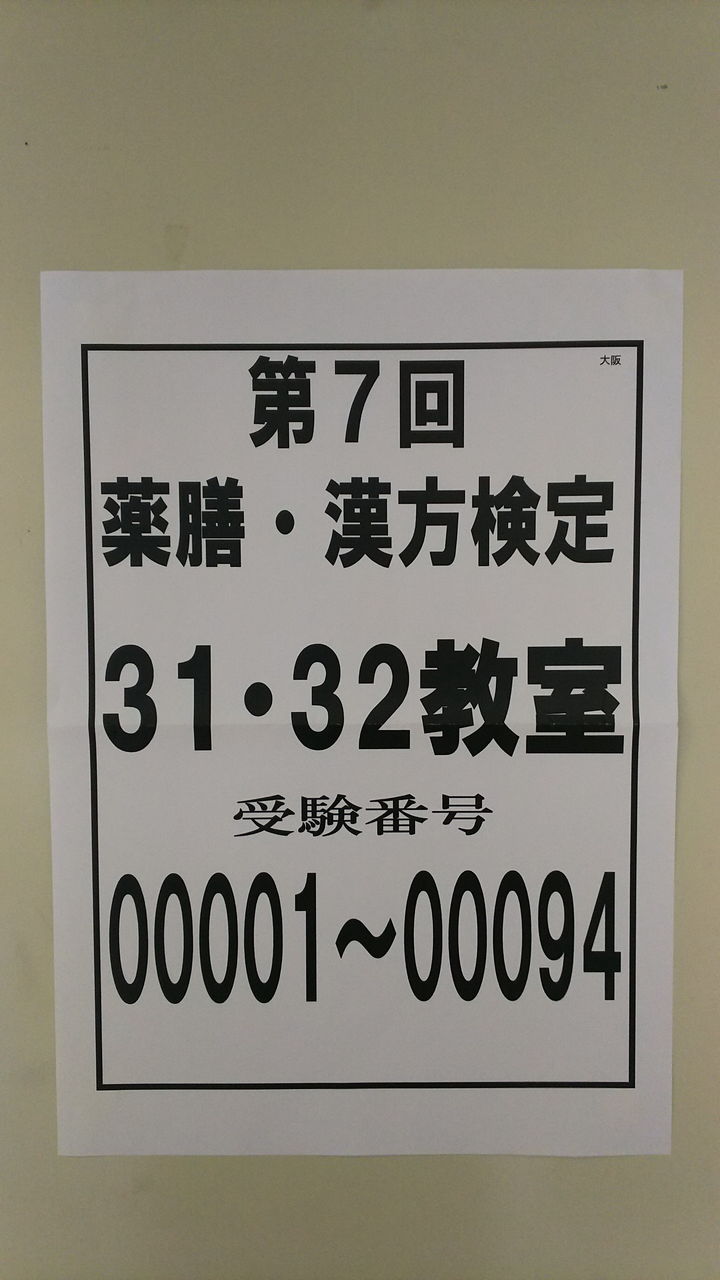 大阪
第7回
薬膳・漢方検定
31・32教室
受験番号
00001～00094